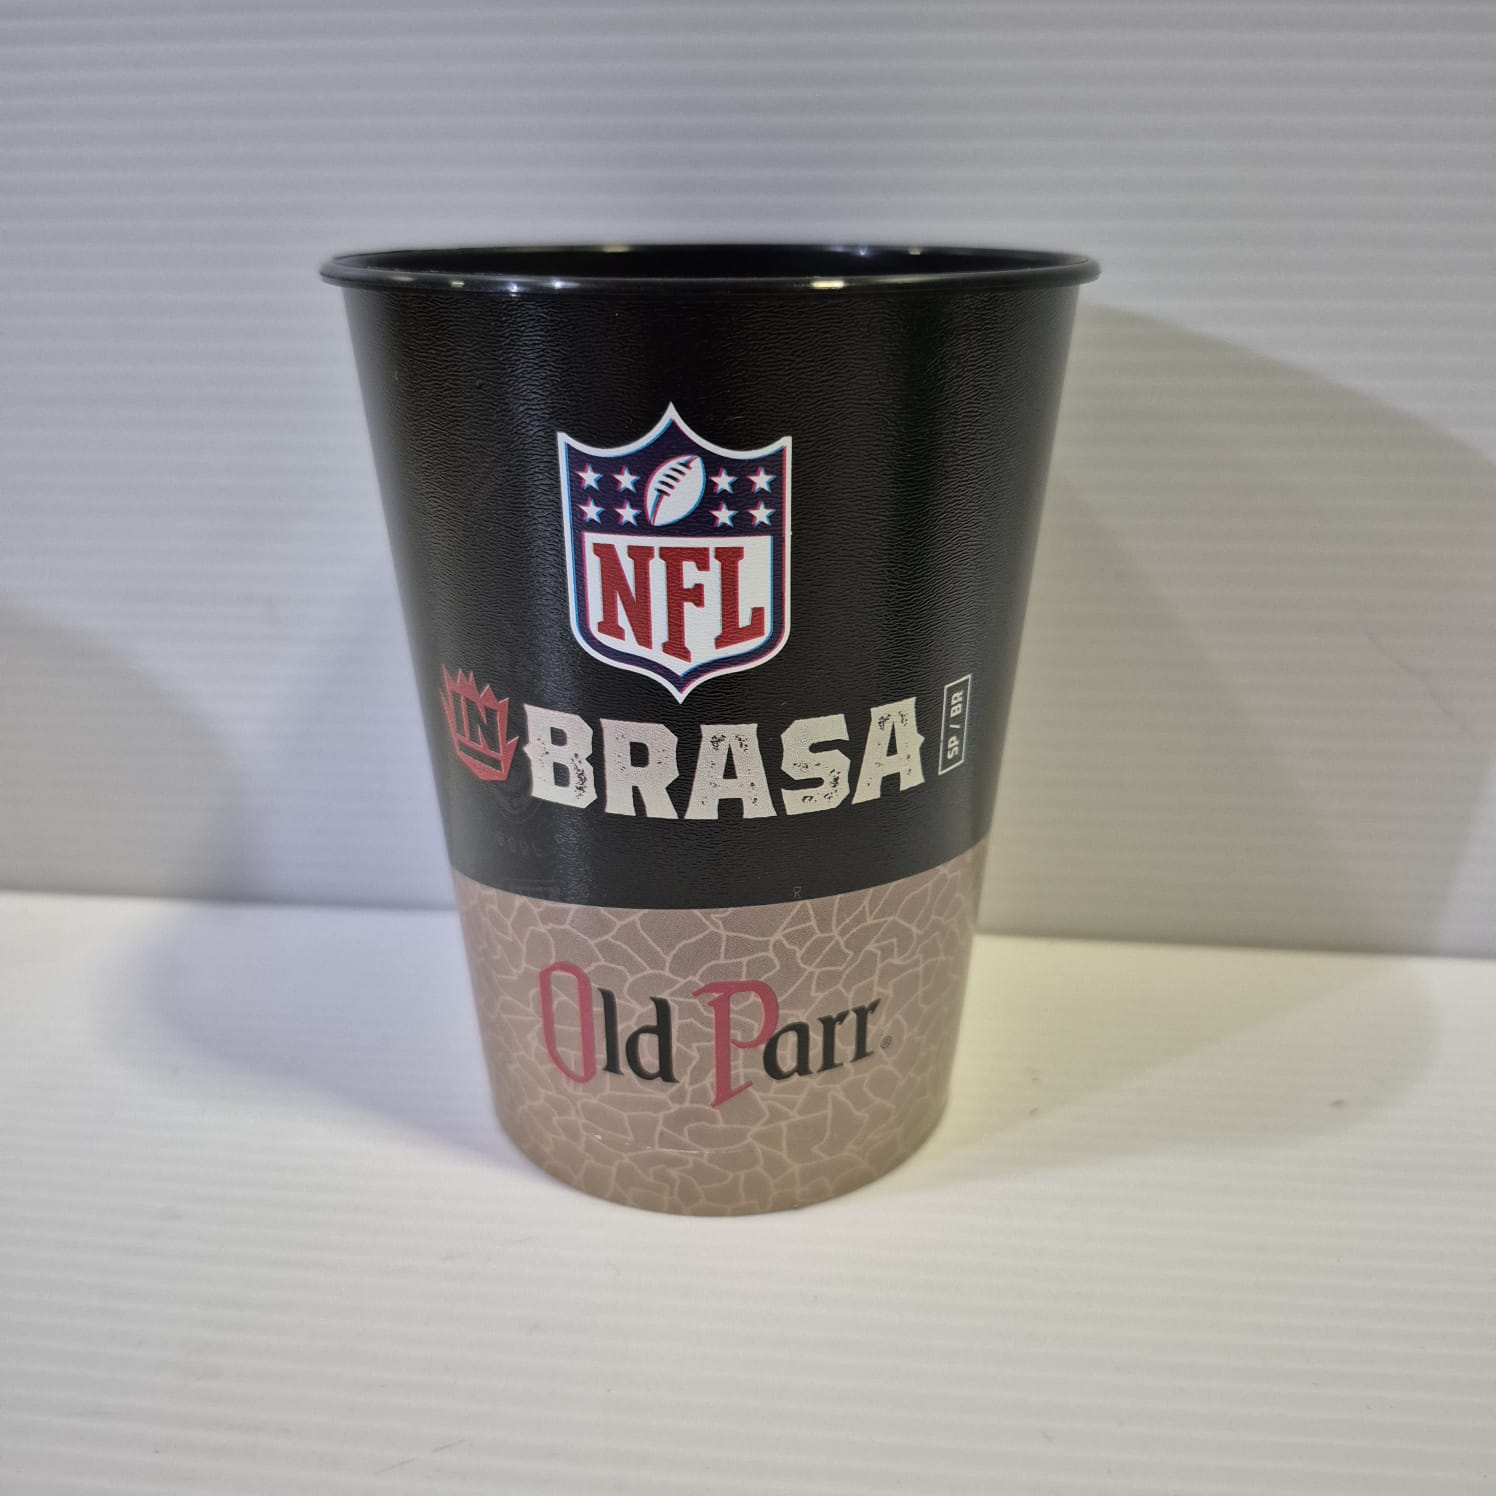 NFL
IN BRASA SP / BR
Old Parr®